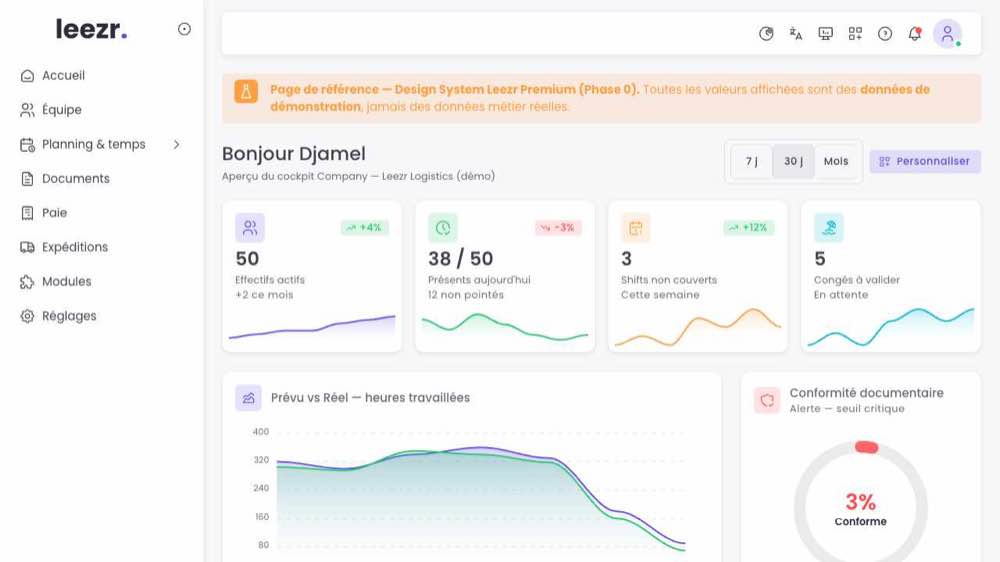 leezr.
Accueil
Équipe
Planning & temps
Documents
Paie
Expéditions
Modules
Réglages
Page de référence — Design System Leezr Premium (Phase 0). Toutes les valeurs affichées sont des données de
démonstration, jamais des données métier réelles.
Bonjour Djamel
Aperçu du cockpit Company — Leezr Logistics (démo)
7 j
30 j
Mois
Personnaliser
+4%
50
Effectifs actifs
+2 ce mois
-3%
38 / 50
Présents aujourd'hui
12 non pointés
+12%
3
Shifts non couverts
Cette semaine
5
Congés à valider
En attente
Prévu vs Réel — heures travaillées
400
320
240
160
80
Conformité documentaire
Alerte — seuil critique
3%
Conforme